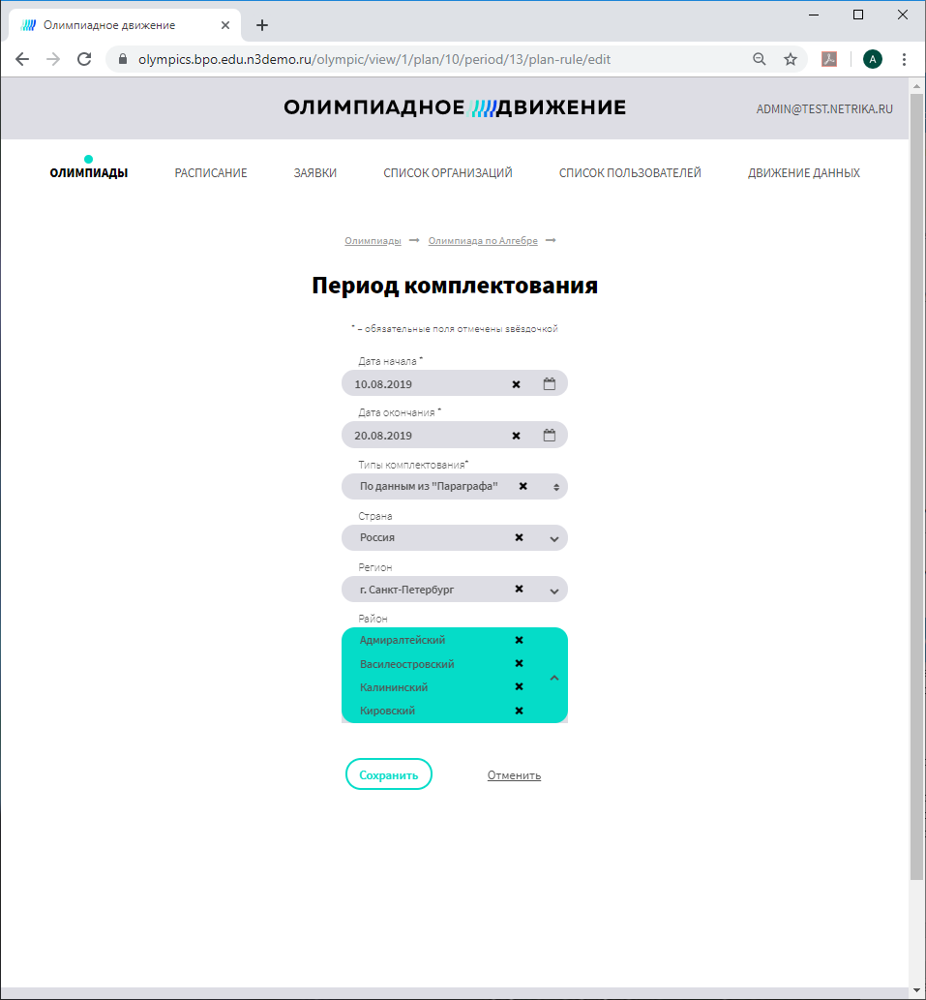 Олимпиадное движение
olympics.bpo.edu.n3demo.ru/olympic/view/1/plan/10/period/13/plan-rule/edit
A
ОЛИМПИАДНОЕ ДВИЖЕНИЕ
ADMIN@TEST.NETRIKA.RU
ОЛИМПИАДЫ РАСПИСАНИЕ ЗАЯВКИ СПИСОК ОРГАНИЗАЦИЙ СПИСОК ПОЛЬЗОВАТЕЛЕЙ ДВИЖЕНИЕ ДАННЫХ
Олимпиады → Олимпиада по Алгебре →
Период комплектования
* – обязательные поля отмечены звёздочкой
Дата начала *
10.08.2019
Дата окончания *
20.08.2019
Типы комплектования*
По данным из "Параграфа"
Страна
Россия
Регион
г. Санкт-Петербург
Район
Адмиралтейский
Василеостровский
Калининский
Кировский
Сохранить Отменить